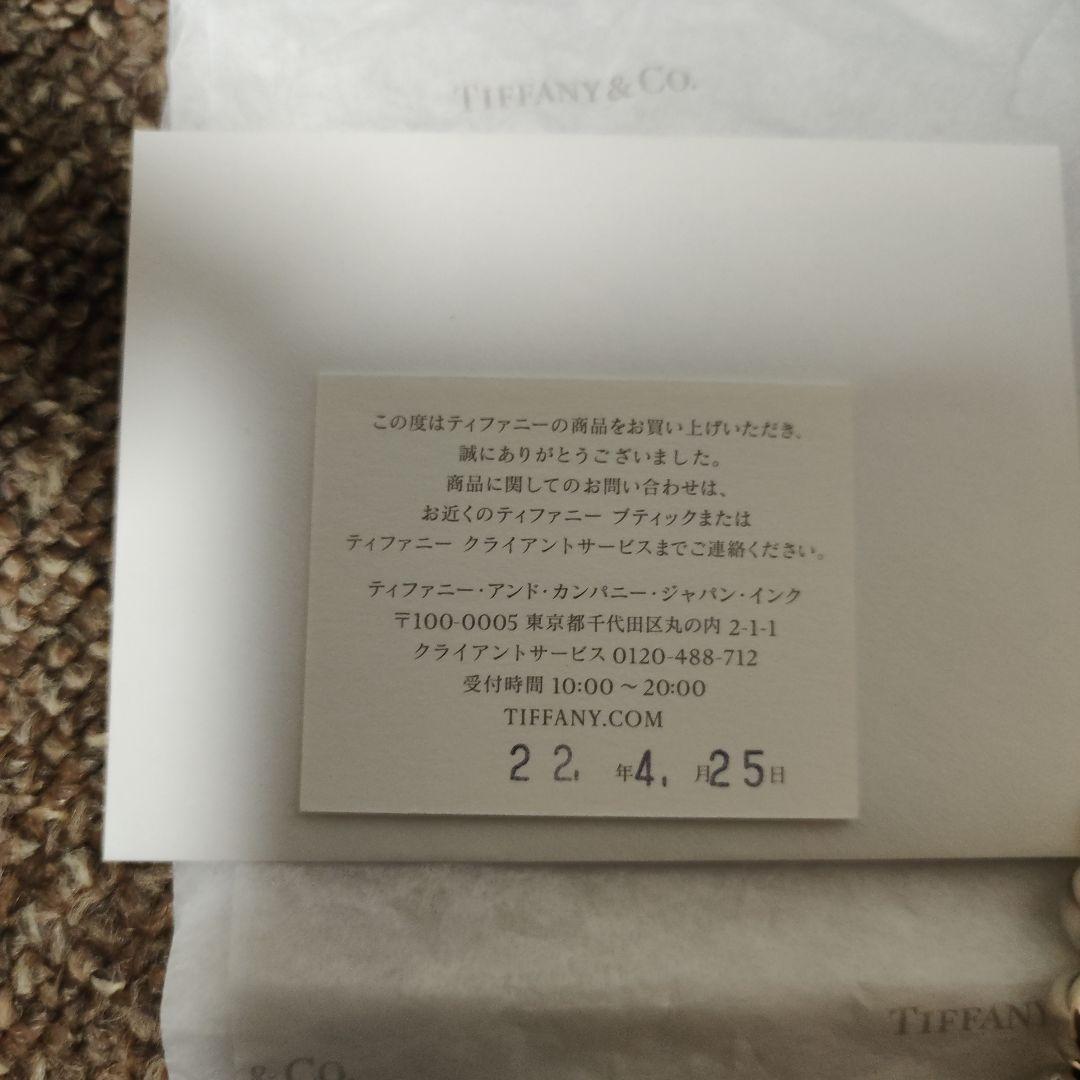 TIFFANY & CO.
この度はティファニーの商品をお買い上げいただき、
誠にありがとうございました。
商品に関してのお問い合わせは、
お近くのティファニー ブティックまたは
ティファニー クライアントサービスまでご連絡ください。
ティファニー・アンド・カンパニー・ジャパン・インク
〒100-0005 東京都千代田区丸の内 2-1-1
クライアントサービス 0120-488-712
受付時間 10:00 ～ 20:00
TIFFANY.COM
22. 年4. 月25日
TIFFANY
& CO.